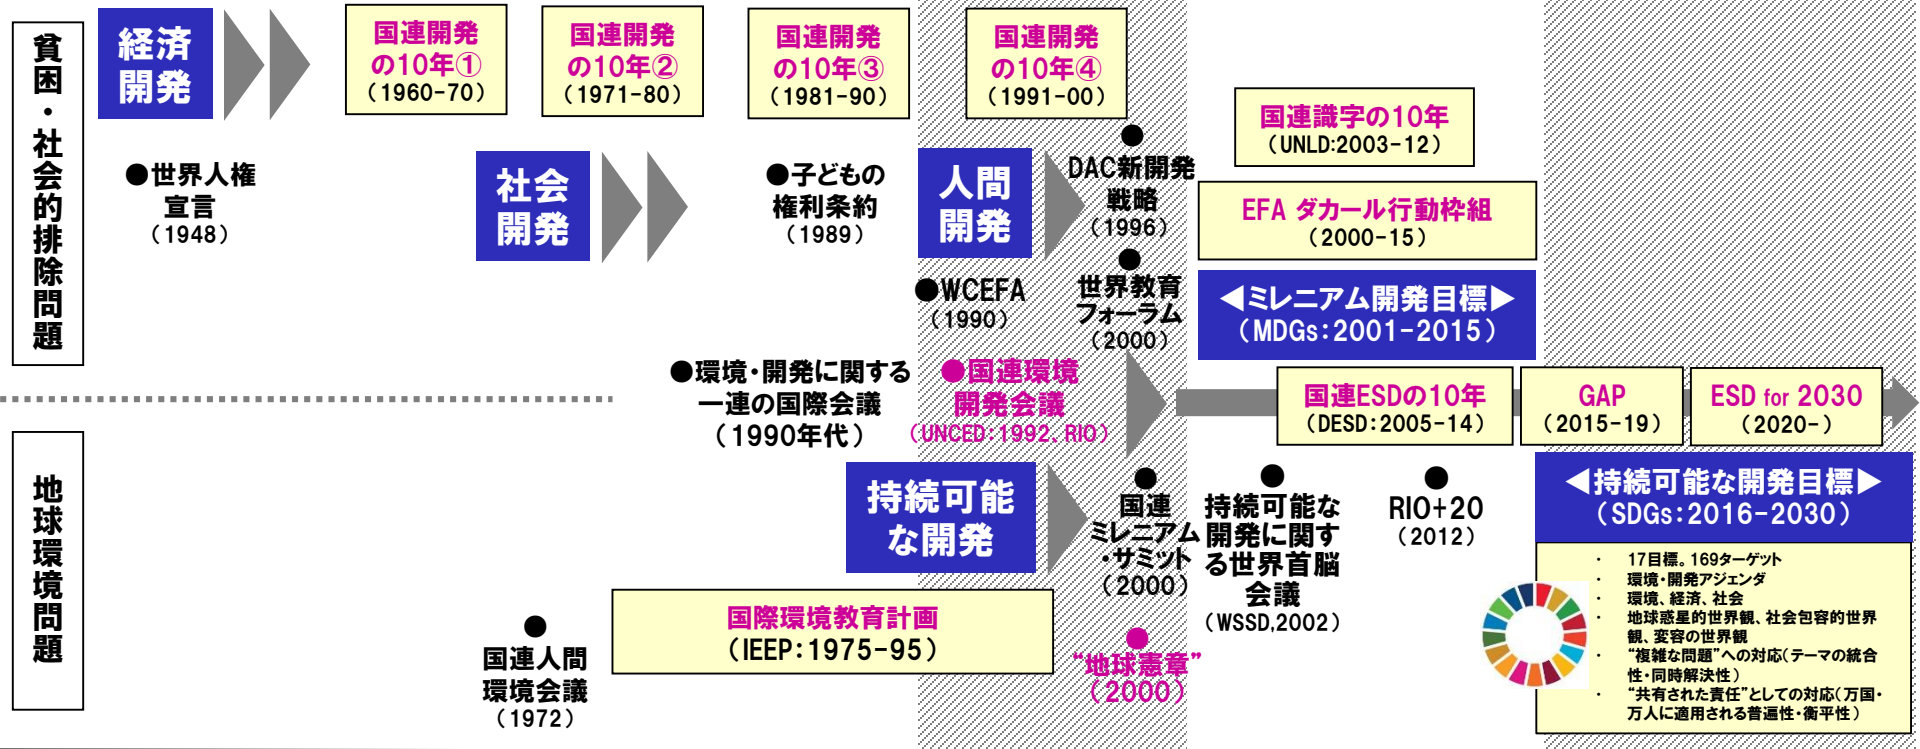 貧困・社会的排除問題
経済
開発
国連開発
の10年①
（1960-70）
国連開発
の10年②
（1971-80）
国連開発
の10年③
（1981-90）
国連開発
の10年④
（1991-00）
●世界人権
宣言
（1948）
社会
開発
●子どもの
権利条約
（1989）
人間
開発
●
DAC新開発
戦略
（1996）
国連識字の10年
（UNLD：2003-12）
EFA ダカール行動枠組
（2000-15）
●WCEFA
（1990）
●
世界教育
フォーラム
（2000）
◀ミレニアム開発目標▶
（MDGs：2001-2015）
●環境・開発に関する
一連の国際会議
（1990年代）
●国連環境
開発会議
（UNCED：1992、RIO）
国連ESDの10年
（DESD：2005-14）
GAP
（2015-19）
ESD for 2030
（2020-）
地球環境問題
持続可能
な開発
●
国連
ミレニアム
・サミット
（2000）
●
持続可能な
開発に関す
る世界首脳
会議
（WSSD,2002）
●
RIO+20
（2012）
◀持続可能な開発目標▶
（SDGs：2016-2030）
・ 17目標。169ターゲット
・ 環境・開発アジェンダ
・ 環境、経済、社会
・ 地球惑星的世界観、社会包容的世界
観、変容の世界観
・ “複雑な問題”への対応（テーマの統合
性・同時解決性）
・ “共有された責任”としての対応（万国・
万人に適用される普遍性・衡平性）
●
国連人間
環境会議
（1972）
国際環境教育計画
（IEEP：1975-95）
●
“地球憲章”
（2000）